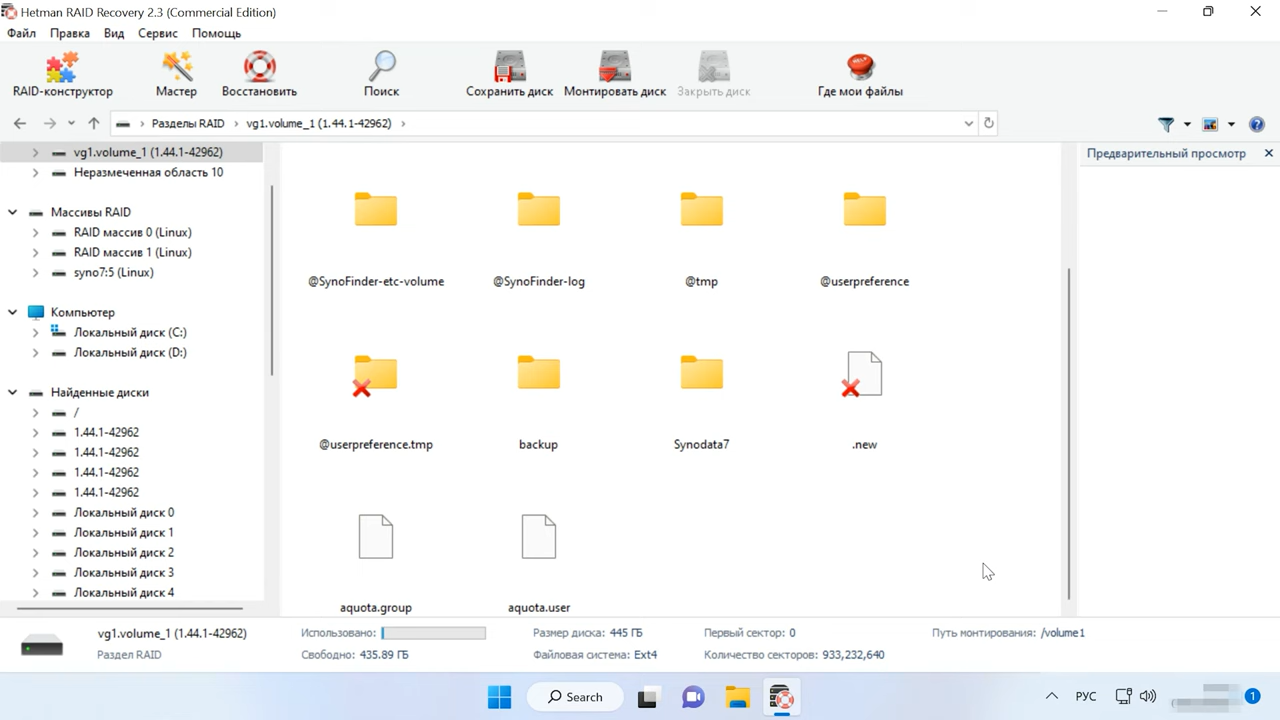 Hetman RAID Recovery 2.3 (Commercial Edition)
Файл Правка Вид Сервис Помощь
RAID-конструктор Мастер Восстановить Поиск Сохранить диск Монтировать диск Закрыть диск Где мои файлы
Разделы RAID vg1.volume_1 (1.44.1-42962)
Предварительный просмотр
vg1.volume_1 (1.44.1-42962)
Неразмеченная область 10
Массивы RAID
RAID массив 0 (Linux)
RAID массив 1 (Linux)
syno7:5 (Linux)
Компьютер
Локальный диск (C:)
Локальный диск (D:)
Найденные диски
/
1.44.1-42962
1.44.1-42962
1.44.1-42962
1.44.1-42962
Локальный диск 0
Локальный диск 1
Локальный диск 2
Локальный диск 3
Локальный диск 4
@SynoFinder-etc-volume @SynoFinder-log @tmp @userpreference
@userpreference.tmp backup Synodata7 .new
aquota.group aquota.user
vg1.volume_1 (1.44.1-42962) Использовано: Размер диска: 445 ГБ Первый сектор: 0 Путь монтирования: /volume1
Раздел RAID Свободно: 435.89 ГБ Файловая система: Ext4 Количество секторов: 933,232,640
Search РУС 1